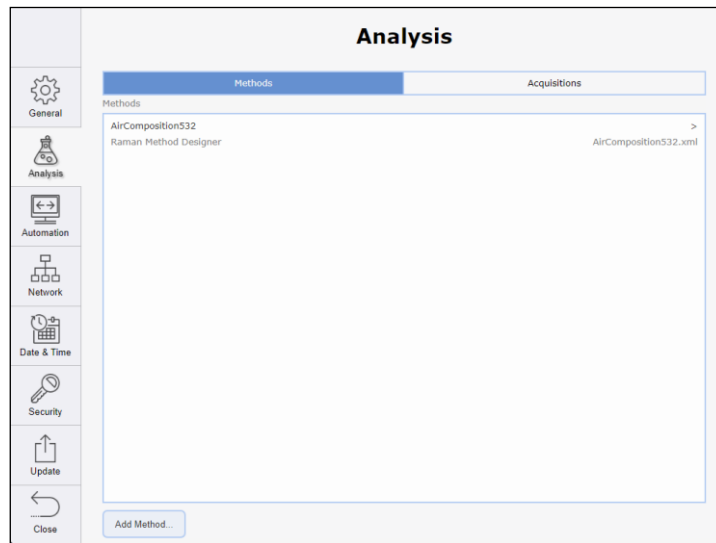 Analysis
General
Analysis
Automation
Network
Date & Time
Security
Update
Close
Methods
Acquisitions
Methods
AirComposition532 >
Raman Method Designer AirComposition532.xml
Add Method...